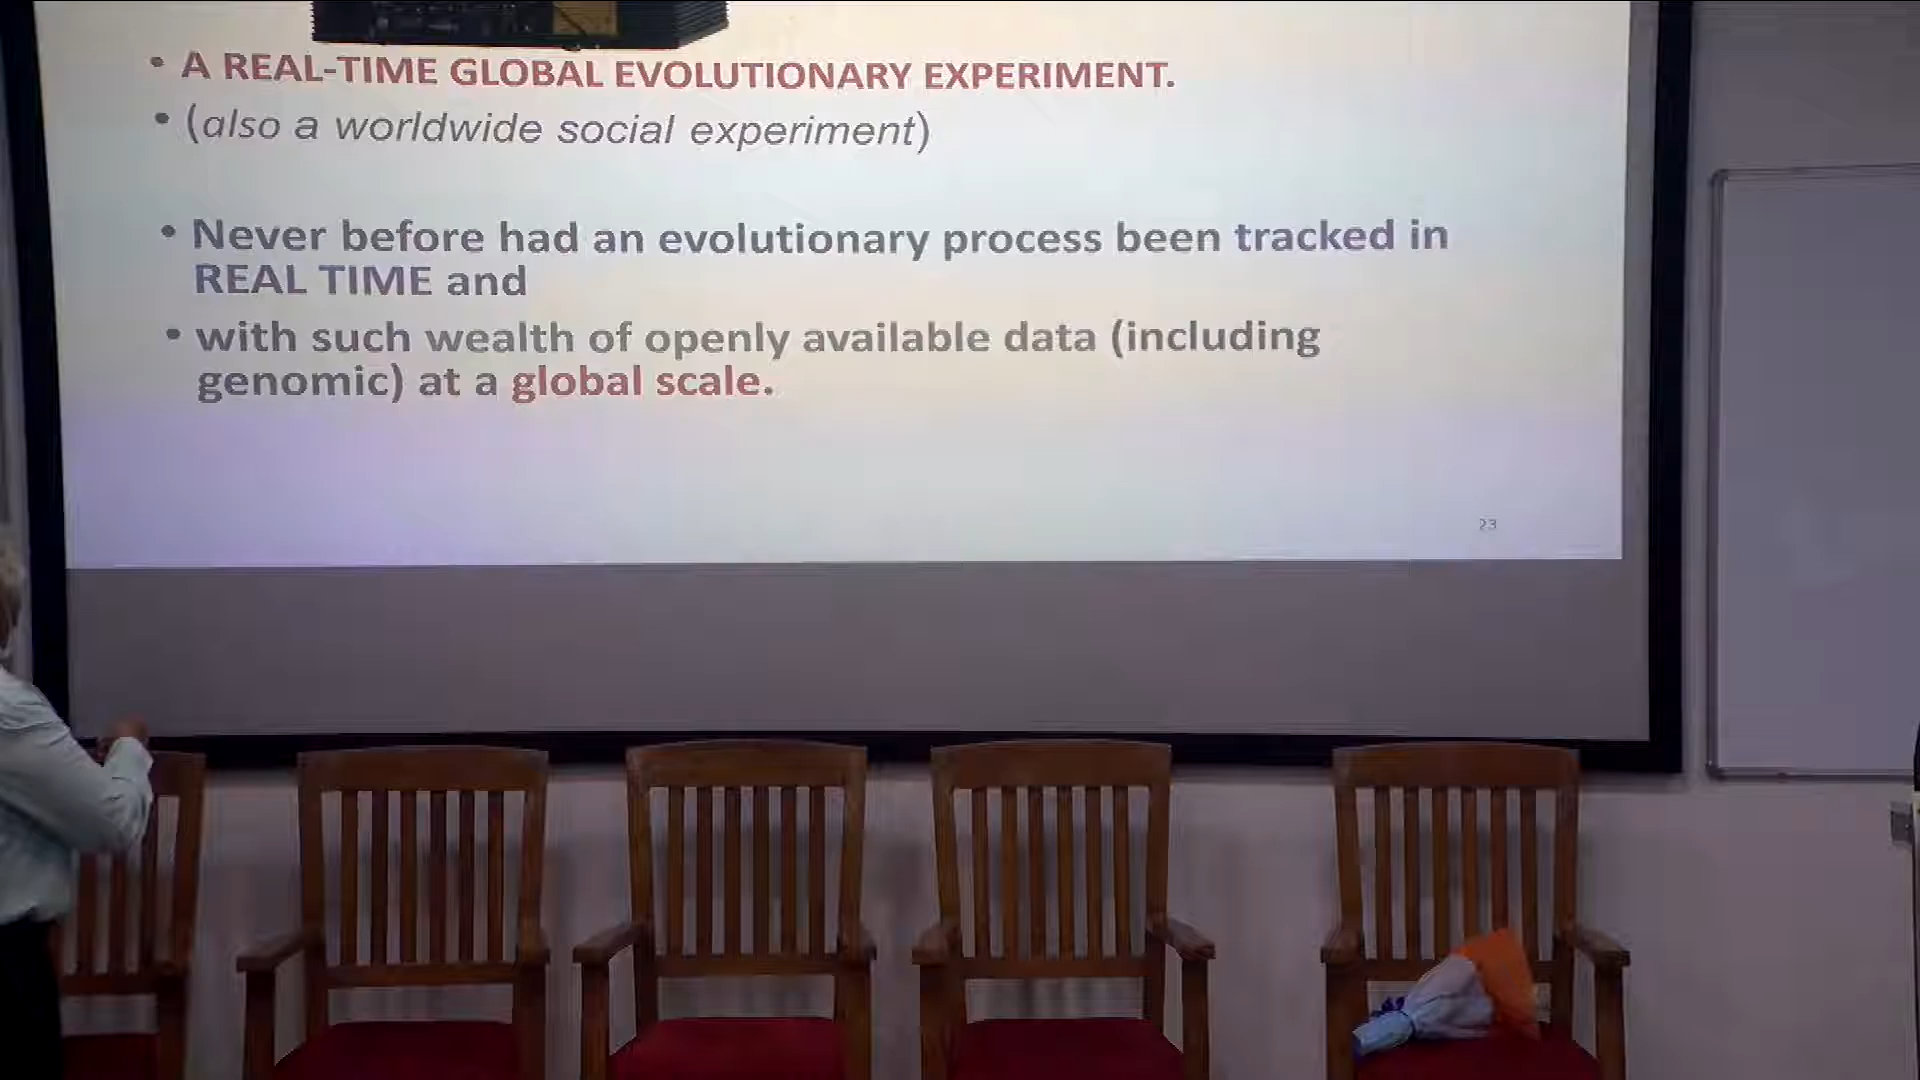 • A REAL-TIME GLOBAL EVOLUTIONARY EXPERIMENT.
• (also a worldwide social experiment)
• Never before had an evolutionary process been tracked in
REAL TIME and
• with such wealth of openly available data (including
genomic) at a global scale.
23